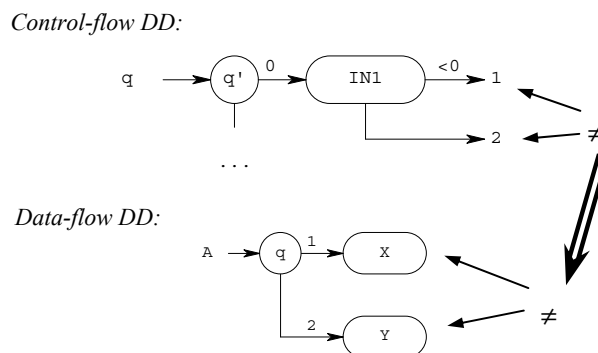 Control-flow DD:
q q' 0 IN1 <0 1
2
≠
...
Data-flow DD:
A q 1 X
≠
2 Y